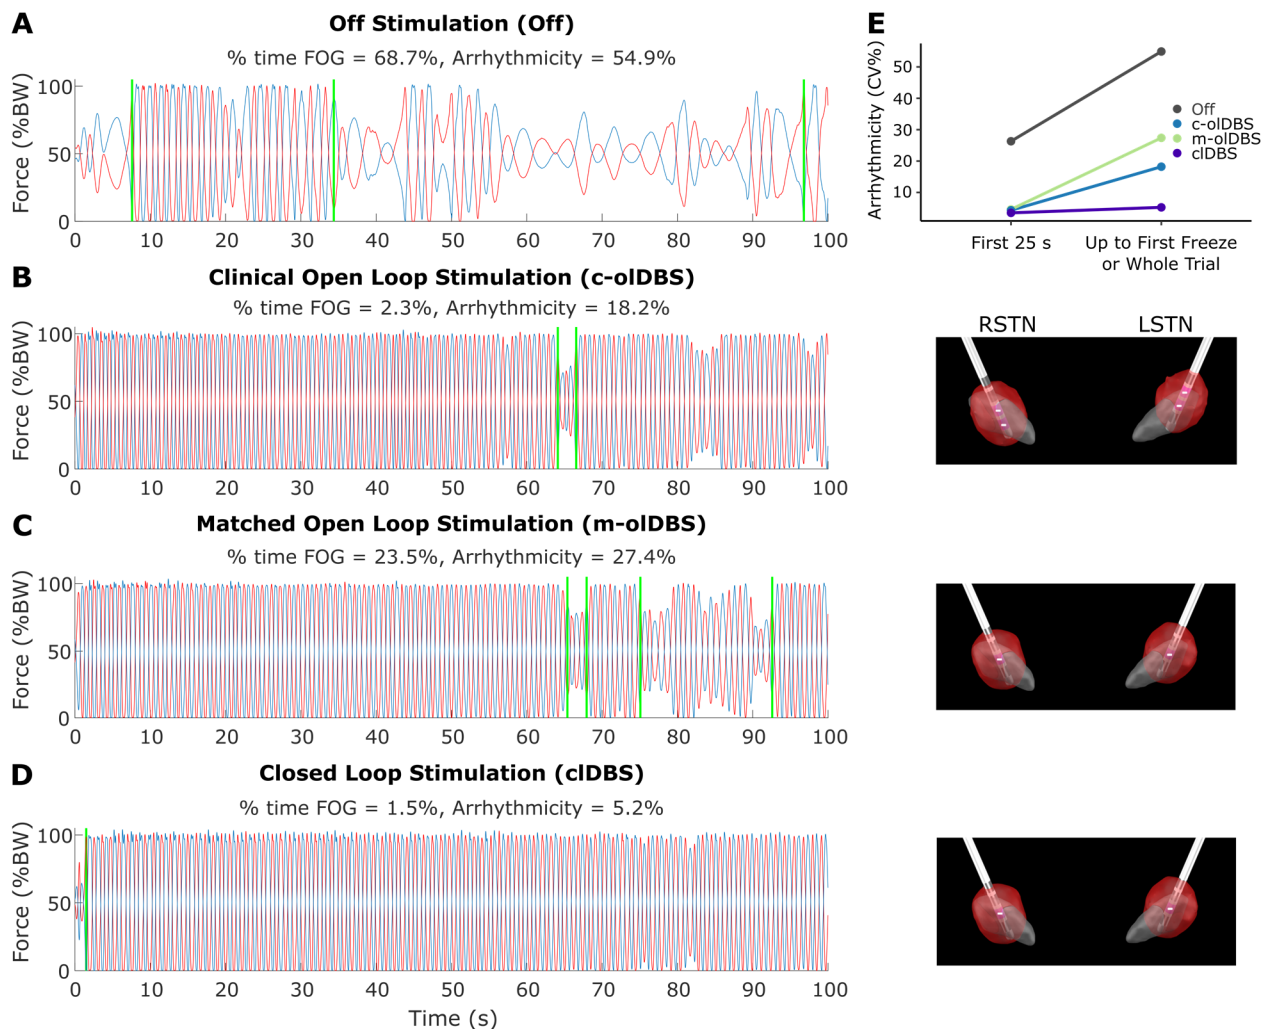 A
Off Stimulation (Off)
% time FOG = 68.7%, Arrhythmicity = 54.9%
Force (%BW)
100
50
0
0 10 20 30 40 50 60 70 80 90 100
B
Clinical Open Loop Stimulation (c-olDBS)
% time FOG = 2.3%, Arrhythmicity = 18.2%
Force (%BW)
100
50
0
0 10 20 30 40 50 60 70 80 90 100
C
Matched Open Loop Stimulation (m-olDBS)
% time FOG = 23.5%, Arrhythmicity = 27.4%
Force (%BW)
100
50
0
0 10 20 30 40 50 60 70 80 90 100
D
Closed Loop Stimulation (clDBS)
% time FOG = 1.5%, Arrhythmicity = 5.2%
Force (%BW)
100
50
0
0 10 20 30 40 50 60 70 80 90 100
Time (s)
E
Arrhythmicity (CV%)
50
40
30
20
10
Off
c-olDBS
m-olDBS
clDBS
First 25 s
Up to First Freeze
or Whole Trial
RSTN LSTN